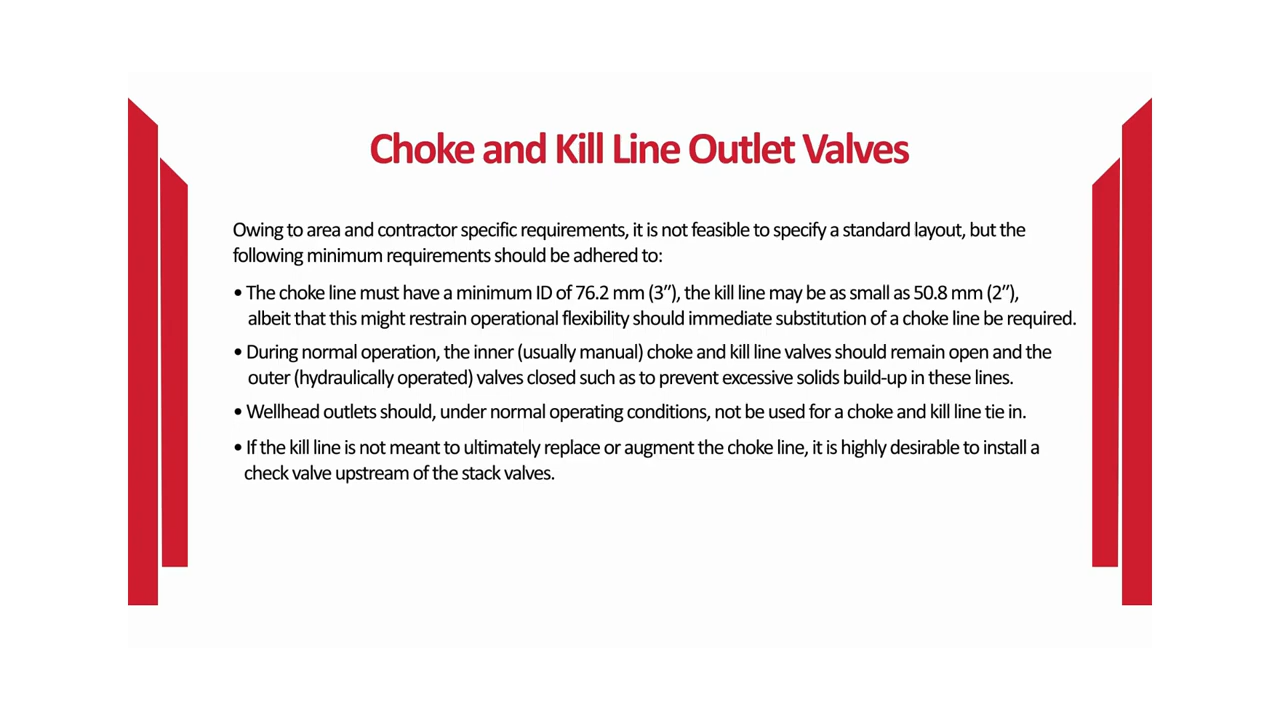 Choke and Kill Line Outlet Valves
Owing to area and contractor specific requirements, it is not feasible to specify a standard layout, but the
following minimum requirements should be adhered to:
• The choke line must have a minimum ID of 76.2 mm (3”), the kill line may be as small as 50.8 mm (2”),
albeit that this might restrain operational flexibility should immediate substitution of a choke line be required.
• During normal operation, the inner (usually manual) choke and kill line valves should remain open and the
outer (hydraulically operated) valves closed such as to prevent excessive solids build-up in these lines.
• Wellhead outlets should, under normal operating conditions, not be used for a choke and kill line tie in.
• If the kill line is not meant to ultimately replace or augment the choke line, it is highly desirable to install a
check valve upstream of the stack valves.